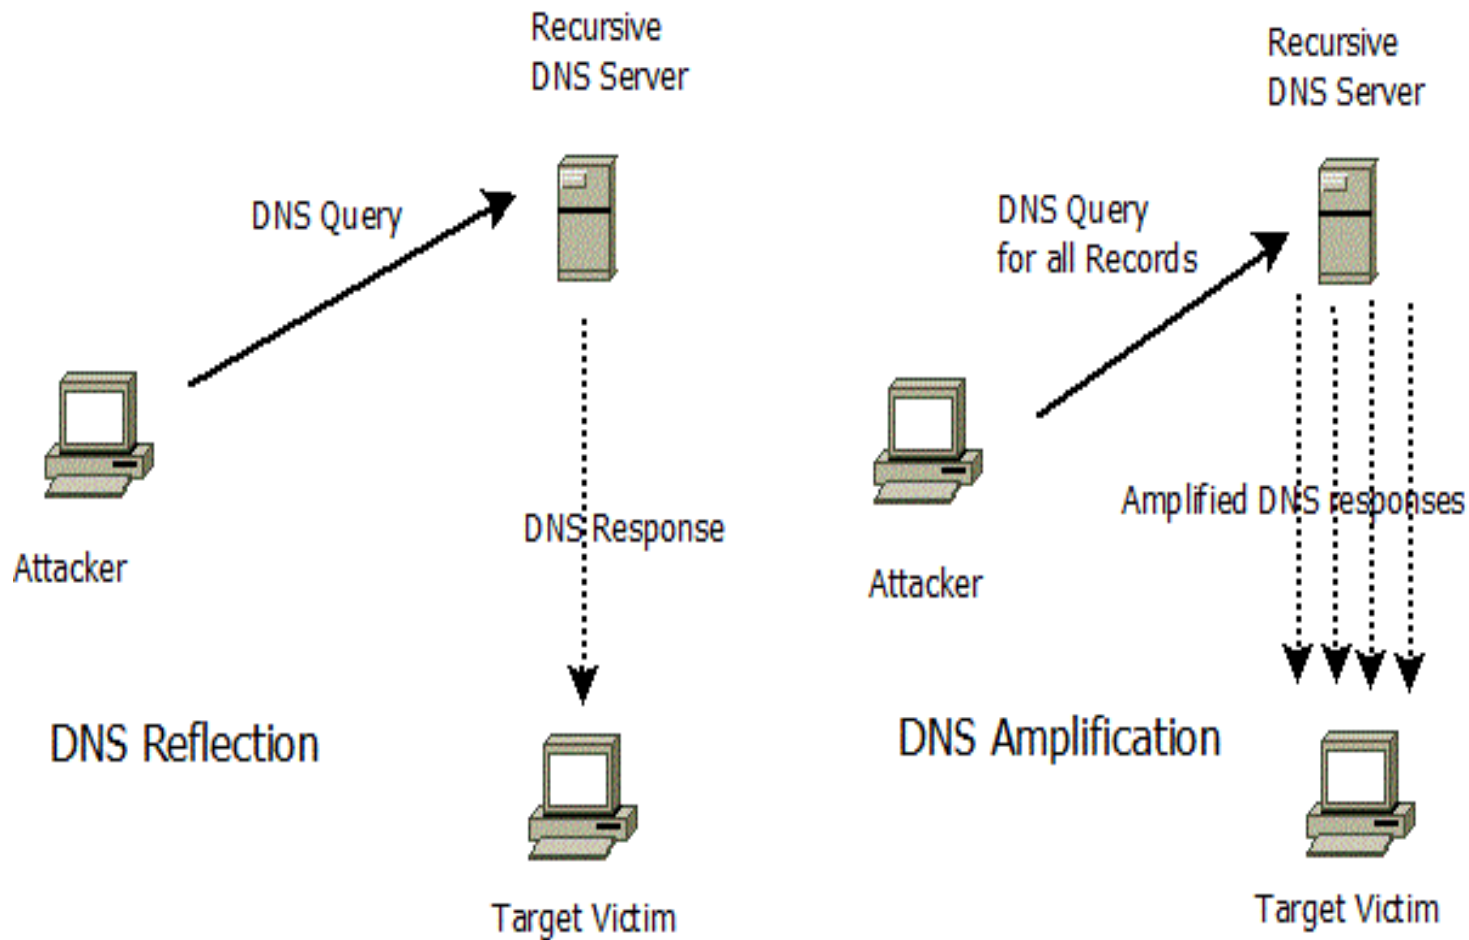 Recursive
DNS Server
DNS Query
DNS Response
Attacker
DNS Reflection
Target Victim
Recursive
DNS Server
DNS Query
for all Records
Amplified DNS responses
Attacker
DNS Amplification
Target Victim